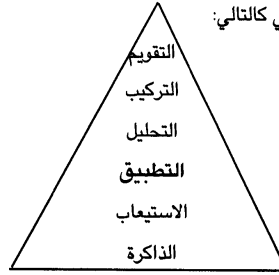 ي كالتالي:
التقويم
التركيب
التحليل
التطبيق
الاستيعاب
الذاكرة